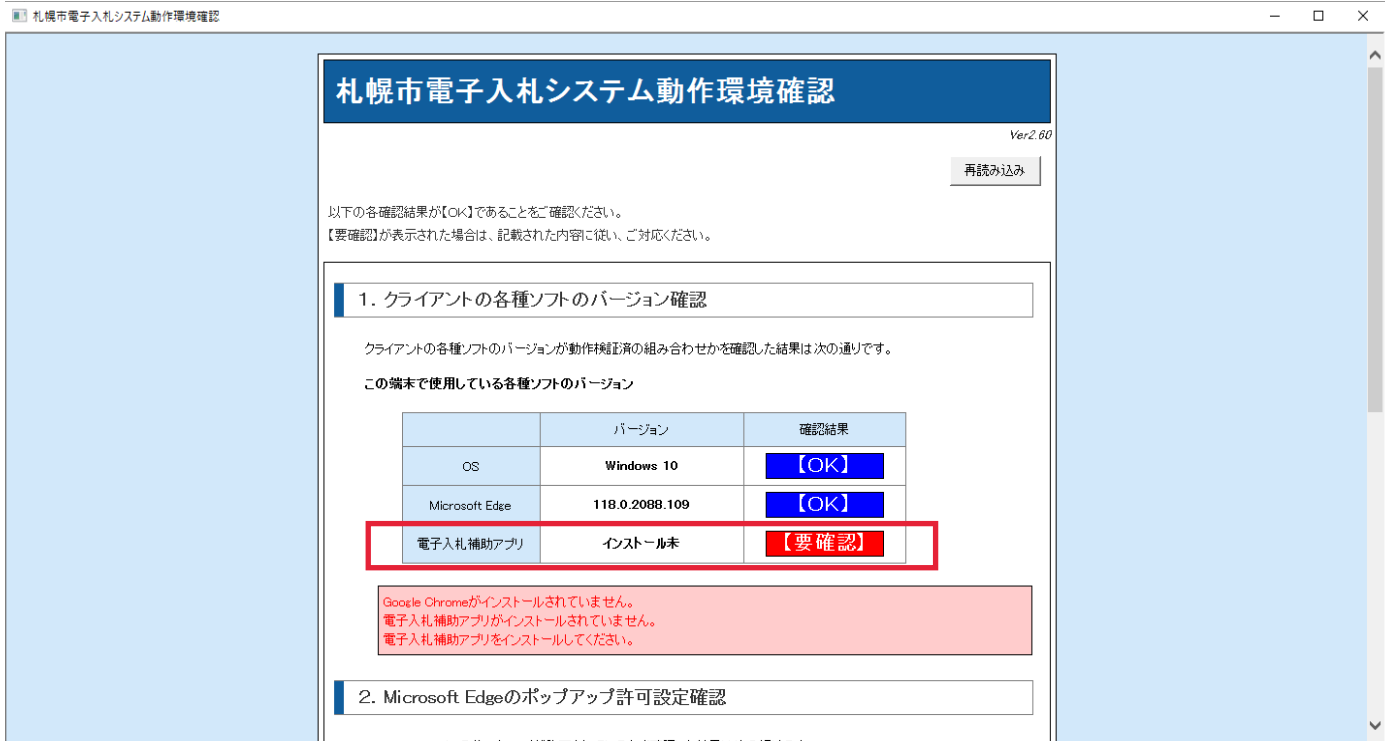 札幌市電子入札システム動作環境確認
札幌市電子入札システム動作環境確認
Ver2.60
再読み込み
以下の各確認結果が【OK】であることをご確認ください。
【要確認】が表示された場合は、記載された内容に従い、ご対応ください。
1. クライアントの各種ソフトのバージョン確認
クライアントの各種ソフトのバージョンが動作検証済の組み合わせかを確認した結果は次の通りです。
この端末で使用している各種ソフトのバージョン
バージョン 確認結果
OS Windows 10 【OK】
Microsoft Edge 118.0.2088.109 【OK】
電子入札補助アプリ インストール未 【要確認】
Google Chromeがインストールされていません。
電子入札補助アプリがインストールされていません。
電子入札補助アプリをインストールしてください。
2. Microsoft Edgeのポップアップ許可設定確認